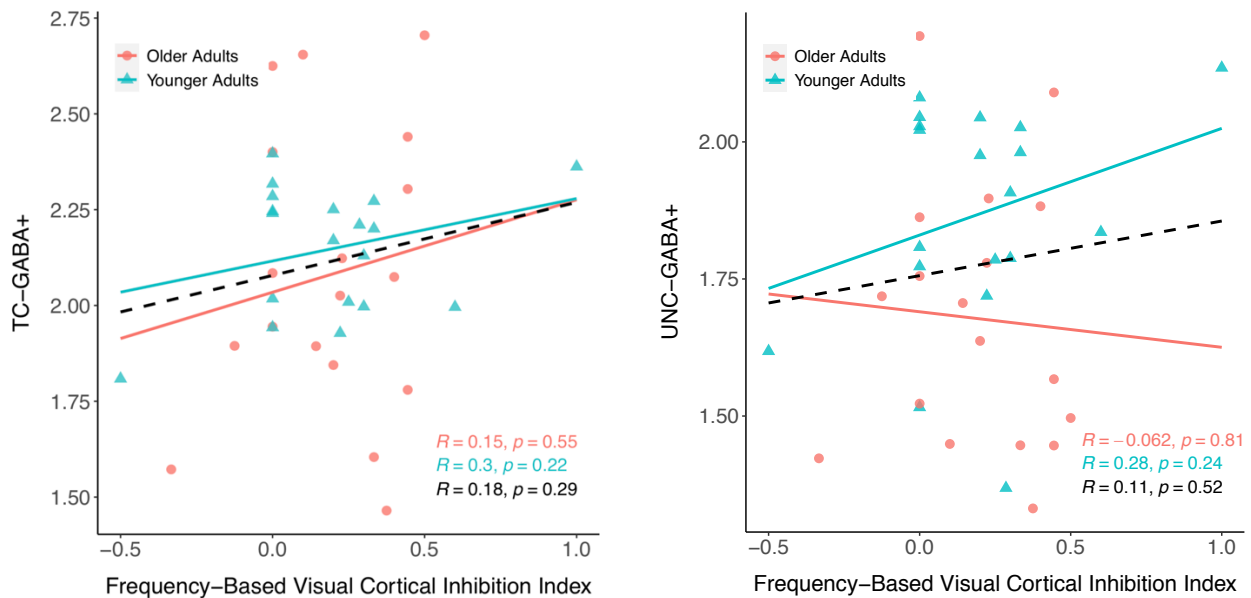 2.75
2.50
2.25
2.00
1.75
1.50
TC−GABA+
Older Adults
Younger Adults
R = 0.15, p = 0.55
R = 0.3, p = 0.22
R = 0.18, p = 0.29
−0.5 0.0 0.5 1.0
Frequency−Based Visual Cortical Inhibition Index
2.00
1.75
1.50
UNC−GABA+
Older Adults
Younger Adults
R = −0.062, p = 0.81
R = 0.28, p = 0.24
R = 0.11, p = 0.52
−0.5 0.0 0.5 1.0
Frequency−Based Visual Cortical Inhibition Index